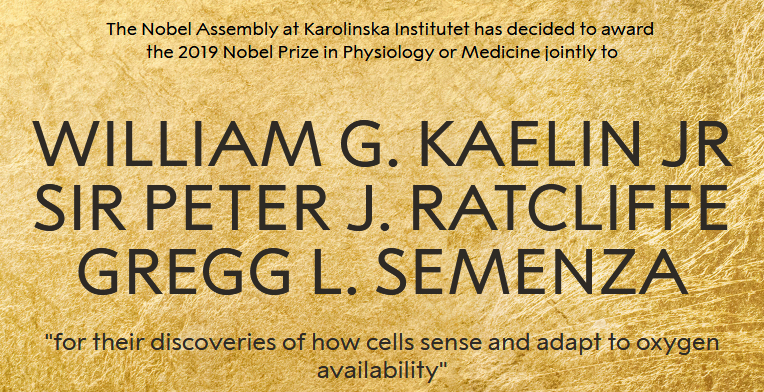 The Nobel Assembly at Karolinska Institutet has decided to award
the 2019 Nobel Prize in Physiology or Medicine jointly to
WILLIAM G. KAELIN JR
SIR PETER J. RATCLIFFE
GREGG L. SEMENZA
"for their discoveries of how cells sense and adapt to oxygen
availability"